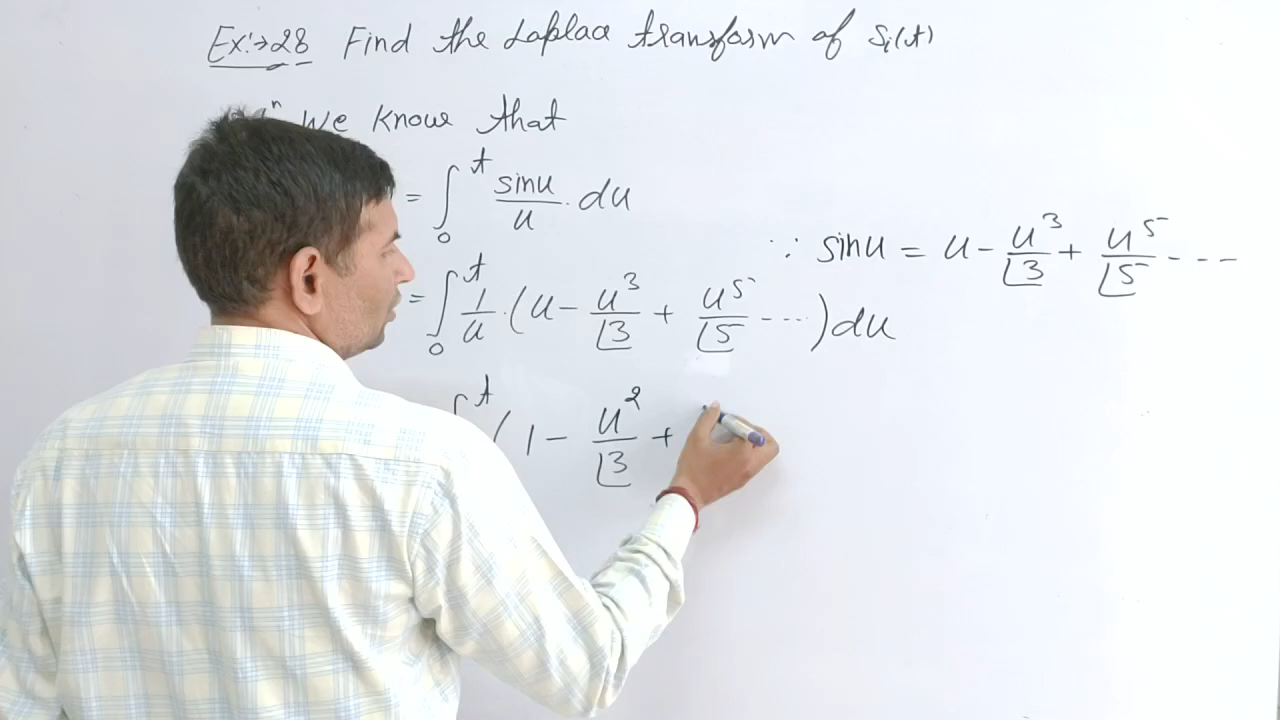 Ex:→28 Find the Laplace transform of Si(t)
n We know that
= ∫₀ᵗ sinu/u . du
∵ sinu = u - u³/⌊3 + u⁵/⌊5 - - - -
= ∫₀ᵗ 1/u . (u - u³/⌊3 + u⁵/⌊5 - - - ...) du
∫ᵗ (1 - u²/⌊3 +